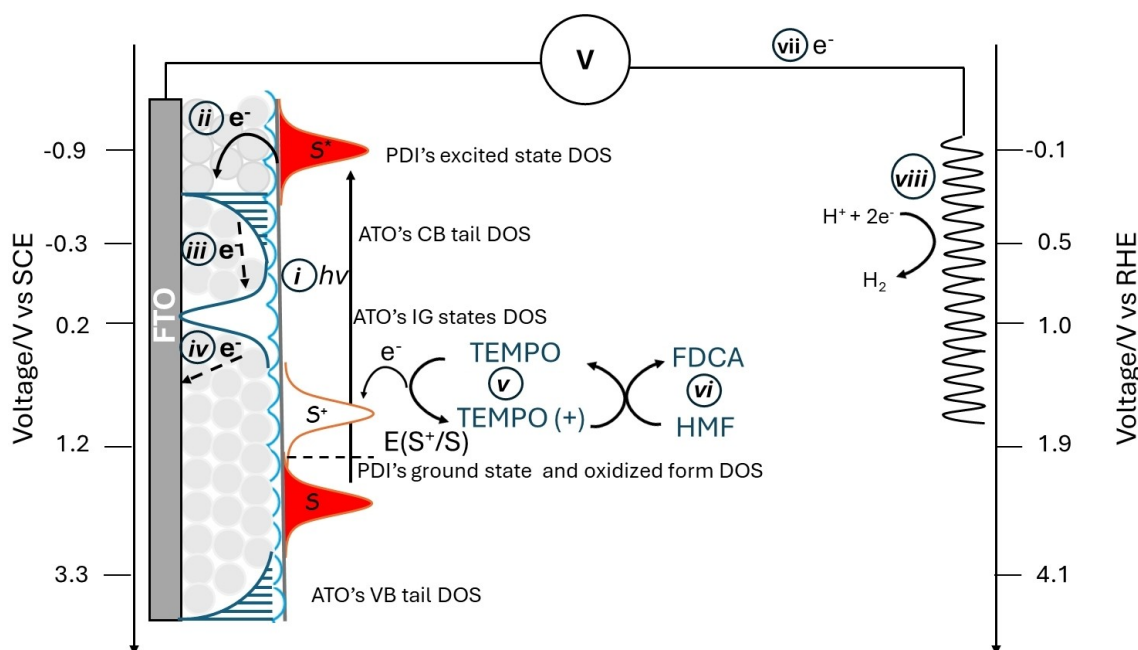 V
vii e⁻
ii e⁻
-0.9
S*
PDI's excited state DOS
-0.1
viii
H⁺ + 2e⁻
H₂
ATO's CB tail DOS
-0.3
iii e⁻
i hν
0.5
Voltage/V vs SCE
Voltage/V vs RHE
FTO
ATO's IG states DOS
0.2
1.0
iv e⁻
e⁻
TEMPO
FDCA
v
vi
S⁺
TEMPO (+)
HMF
E(S⁺/S)
1.2
1.9
PDI's ground state and oxidized form DOS
S
3.3
4.1
ATO's VB tail DOS